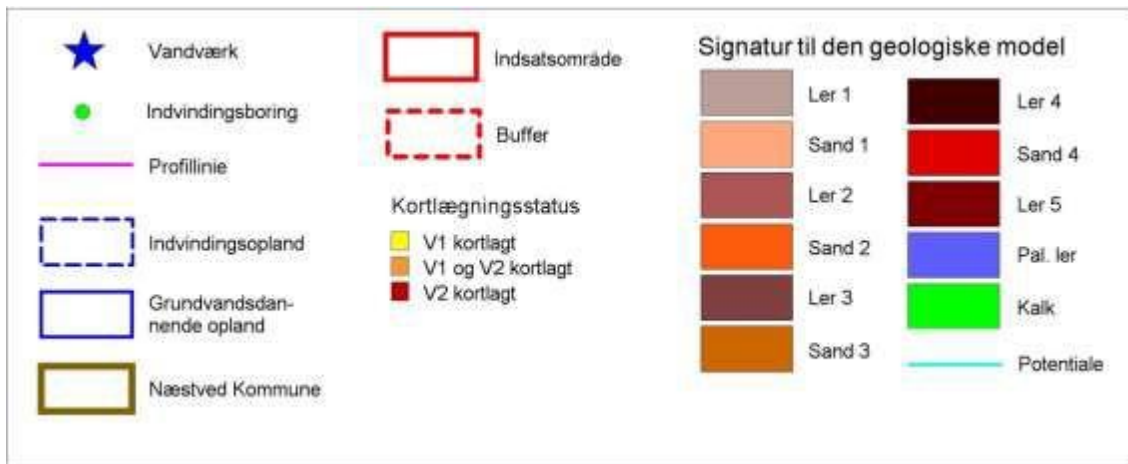 Vandværk
Indvindingsboring
Profillinie
Indvindingsopland
Grundvandsdan-
nende opland
Næstved Kommune
Indsatsområde
Buffer
Kortlægningsstatus
V1 kortlagt
V1 og V2 kortlagt
V2 kortlagt
Signatur til den geologiske model
Ler 1
Sand 1
Ler 2
Sand 2
Ler 3
Sand 3
Ler 4
Sand 4
Ler 5
Pal. ler
Kalk
Potentiale